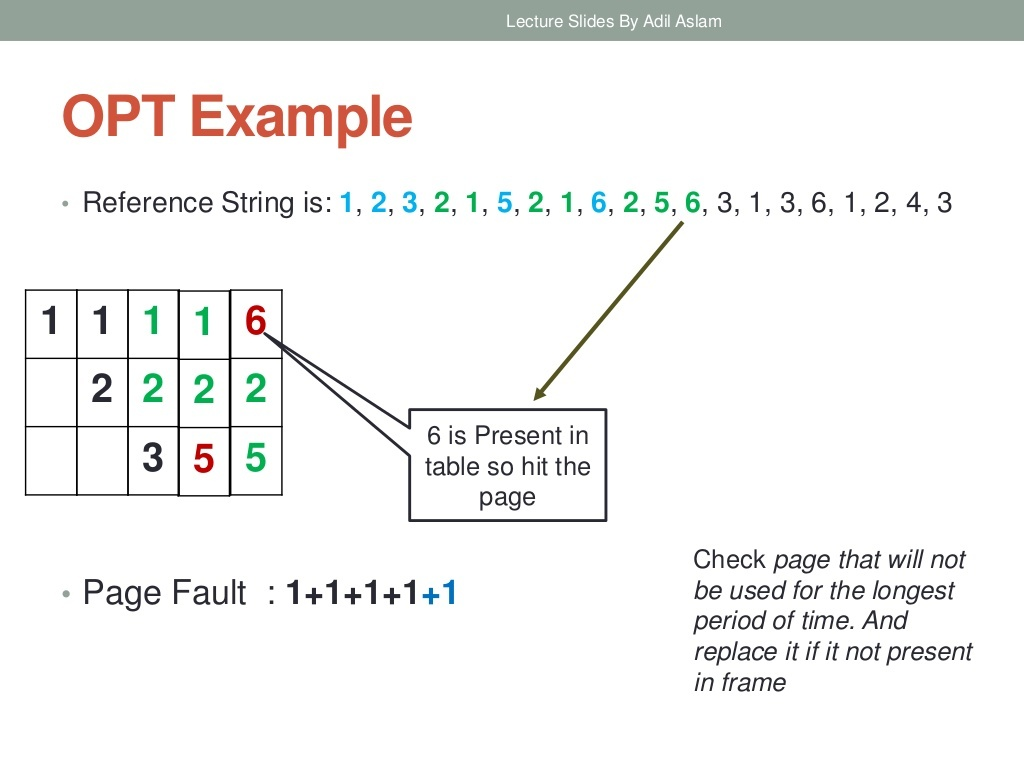 Lecture Slides By Adil Aslam
OPT Example
• Reference String is: 1, 2, 3, 2, 1, 5, 2, 1, 6, 2, 5, 6, 3, 1, 3, 6, 1, 2, 4, 3
1 1 1 1 6
2 2 2 2
3 5 5
6 is Present in
table so hit the
page
• Page Fault : 1+1+1+1+1
Check page that will not
be used for the longest
period of time. And
replace it if it not present
in frame